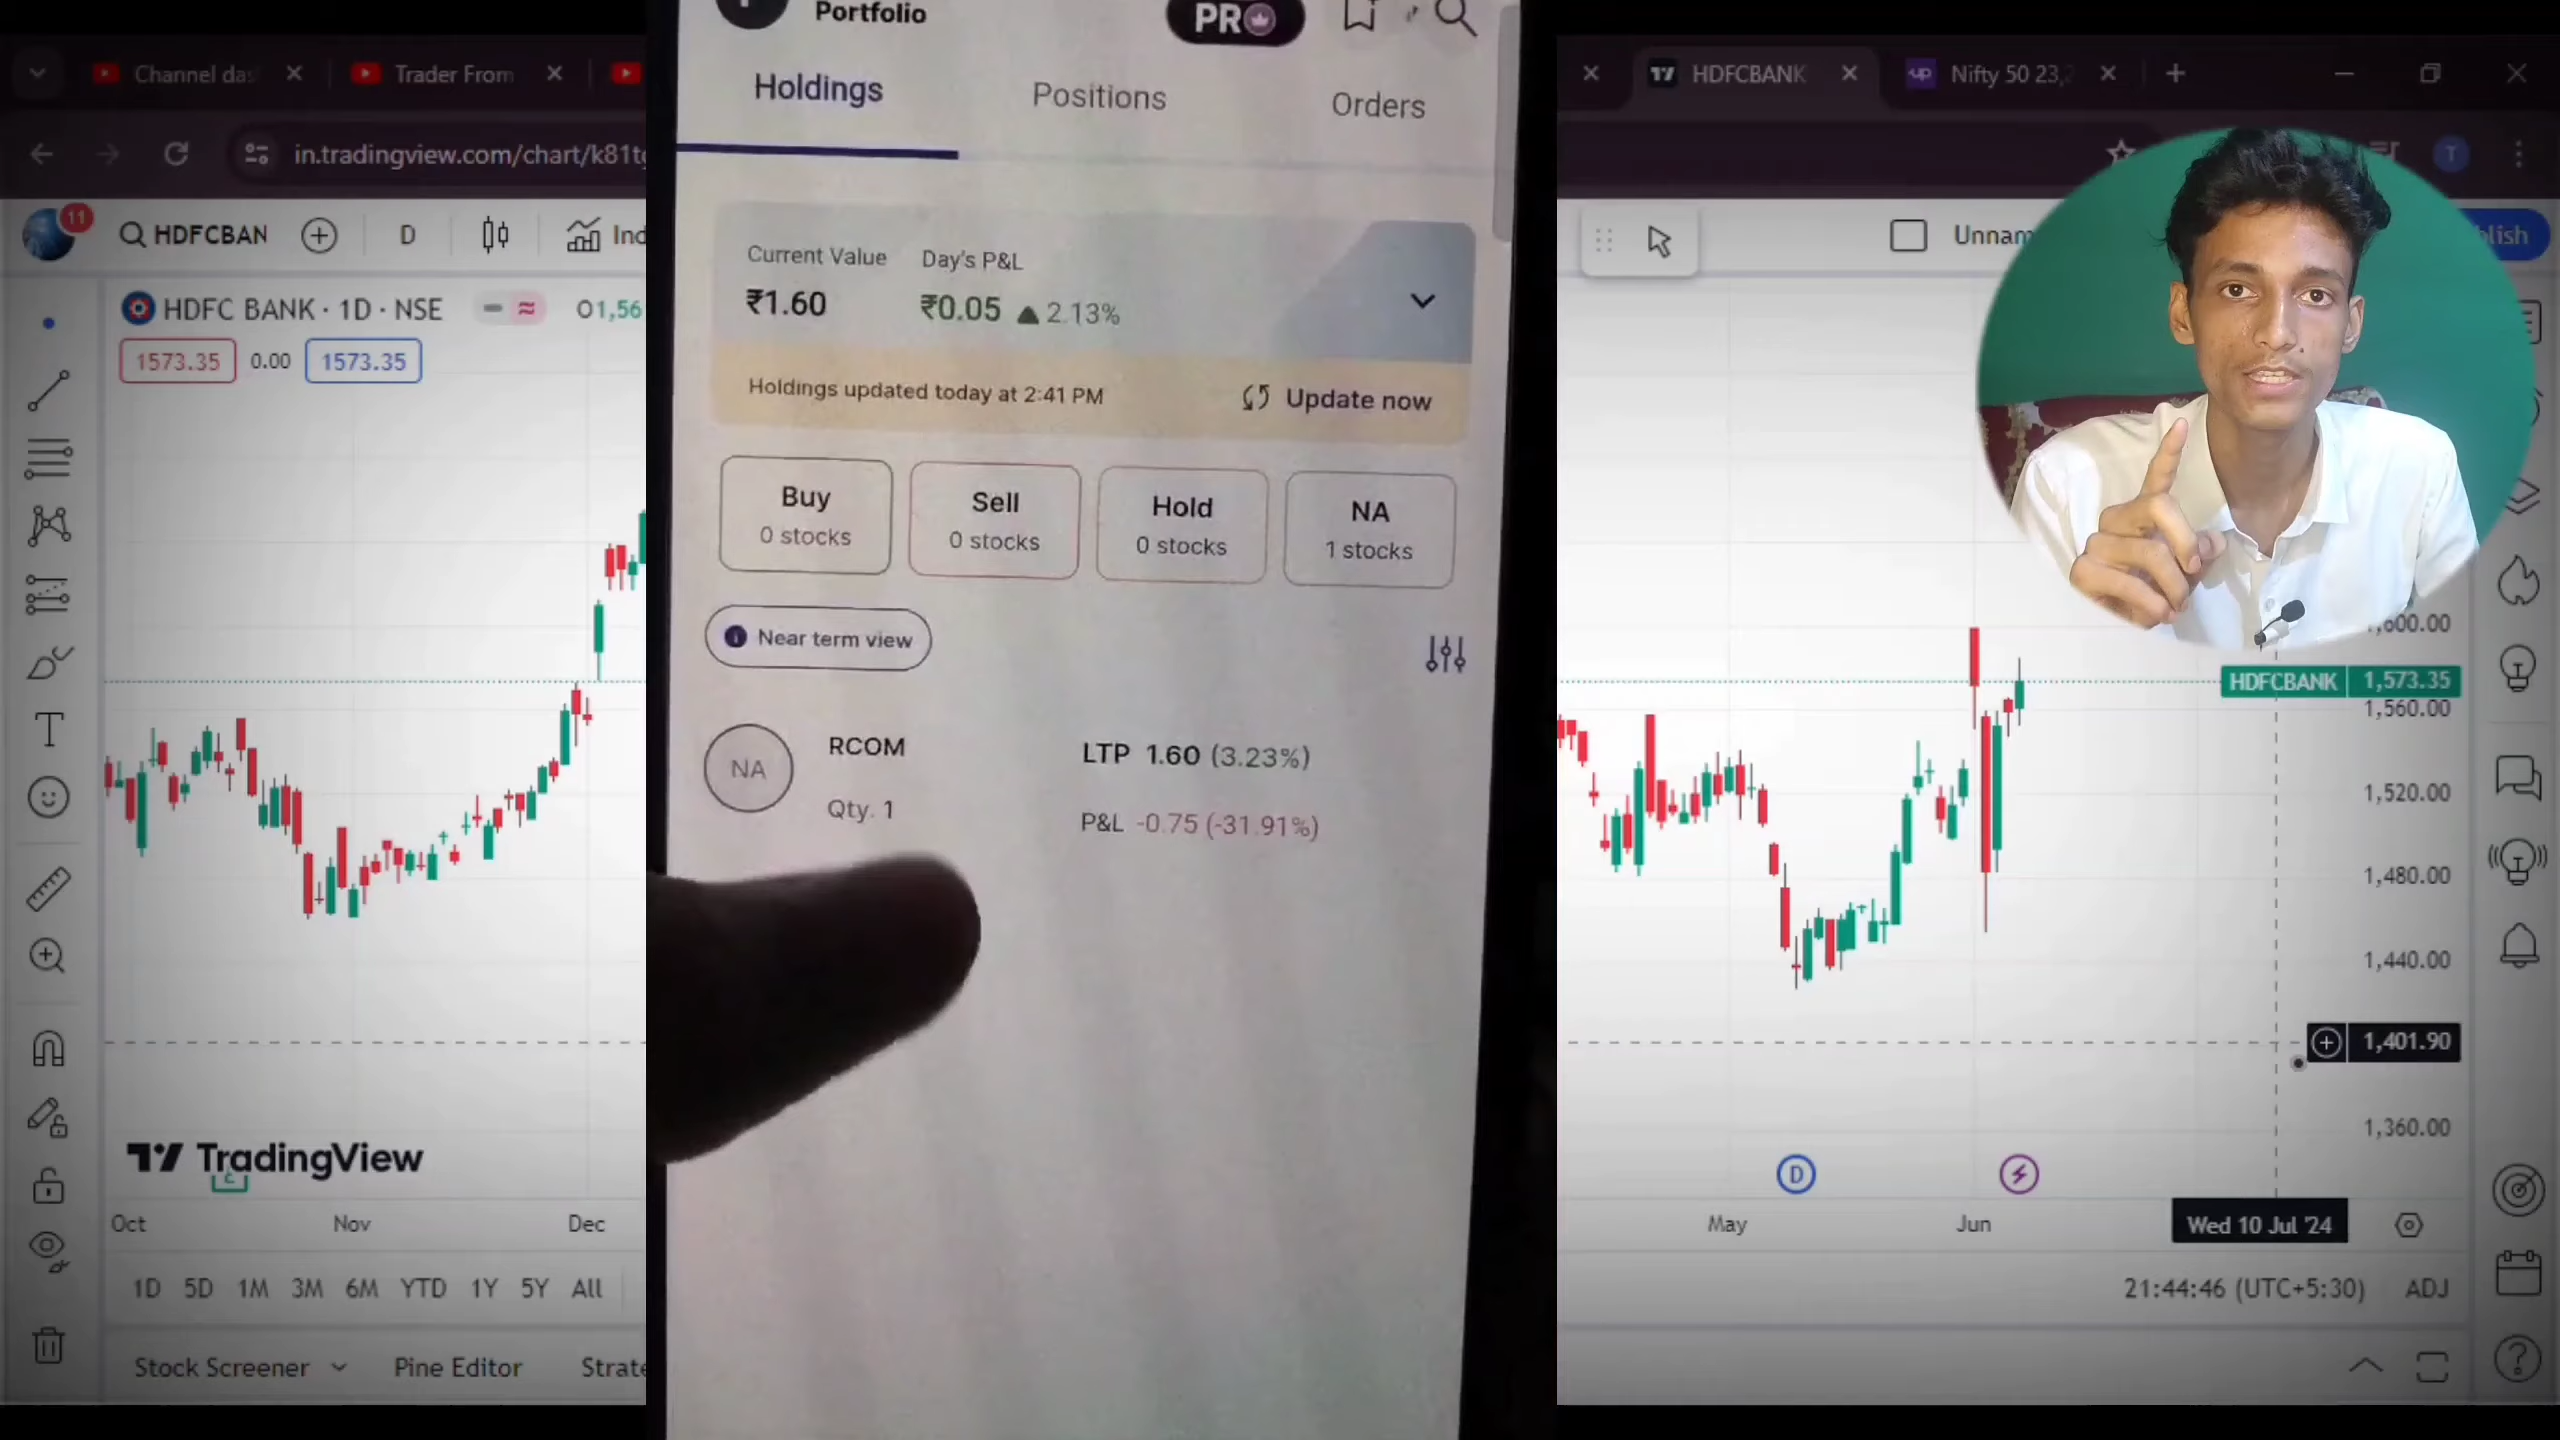 Channel das
Trader From
in.tradingview.com/chart/k81t
11
HDFCBAN
D
Ind
HDFC BANK · 1D · NSE
O1,56
1573.35
0.00
1573.35
TradingView
Oct
Nov
Dec
1D
5D
1M
3M
6M
YTD
1Y
5Y
All
Stock Screener
Pine Editor
Strate
Portfolio
PRO
Holdings
Positions
Orders
Current Value
Day's P&L
₹1.60
₹0.05 ▲ 2.13%
Holdings updated today at 2:41 PM
Update now
Buy
0 stocks
Sell
0 stocks
Hold
0 stocks
NA
1 stocks
Near term view
NA
RCOM
LTP 1.60 (3.23%)
Qty. 1
P&L -0.75 (-31.91%)
HDFCBANK
Nifty 50 23,
T
Unnam
lish
1,600.00
HDFCBANK
1,573.35
1,560.00
1,520.00
1,480.00
1,440.00
1,401.90
1,360.00
D
May
Jun
Wed 10 Jul '24
21:44:46 (UTC+5:30)
ADJ